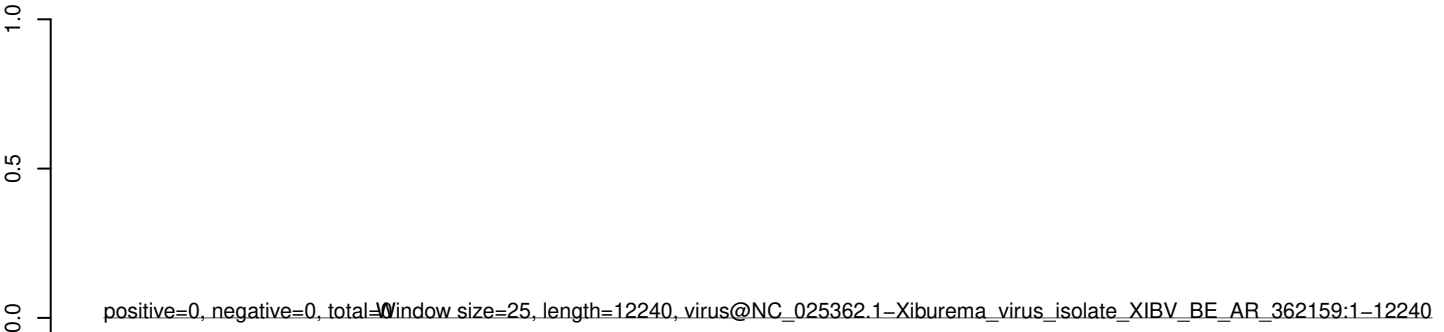 1.0
0.5
0.0
positive=0, negative=0, total=0
Window size=25, length=12240, virus@NC_025362.1−Xiburema_virus_isolate_XIBV_BE_AR_362159:1−12240